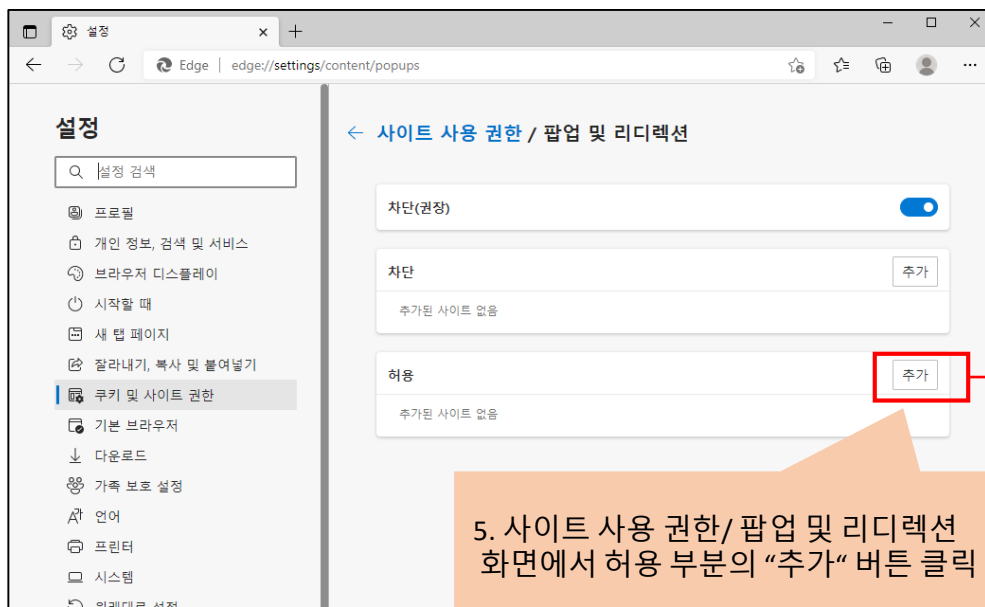 설정
Edge | edge://settings/content/popups
설정
설정 검색
프로필
개인 정보, 검색 및 서비스
브라우저 디스플레이
시작할 때
새 탭 페이지
잘라내기, 복사 및 붙여넣기
쿠키 및 사이트 권한
기본 브라우저
다운로드
가족 보호 설정
언어
프린터
시스템
사이트 사용 권한 / 팝업 및 리디렉션
차단(권장)
차단
추가
추가된 사이트 없음
허용
추가
추가된 사이트 없음
5. 사이트 사용 권한/ 팝업 및 리디렉션
화면에서 허용 부분의 “추가“ 버튼 클릭